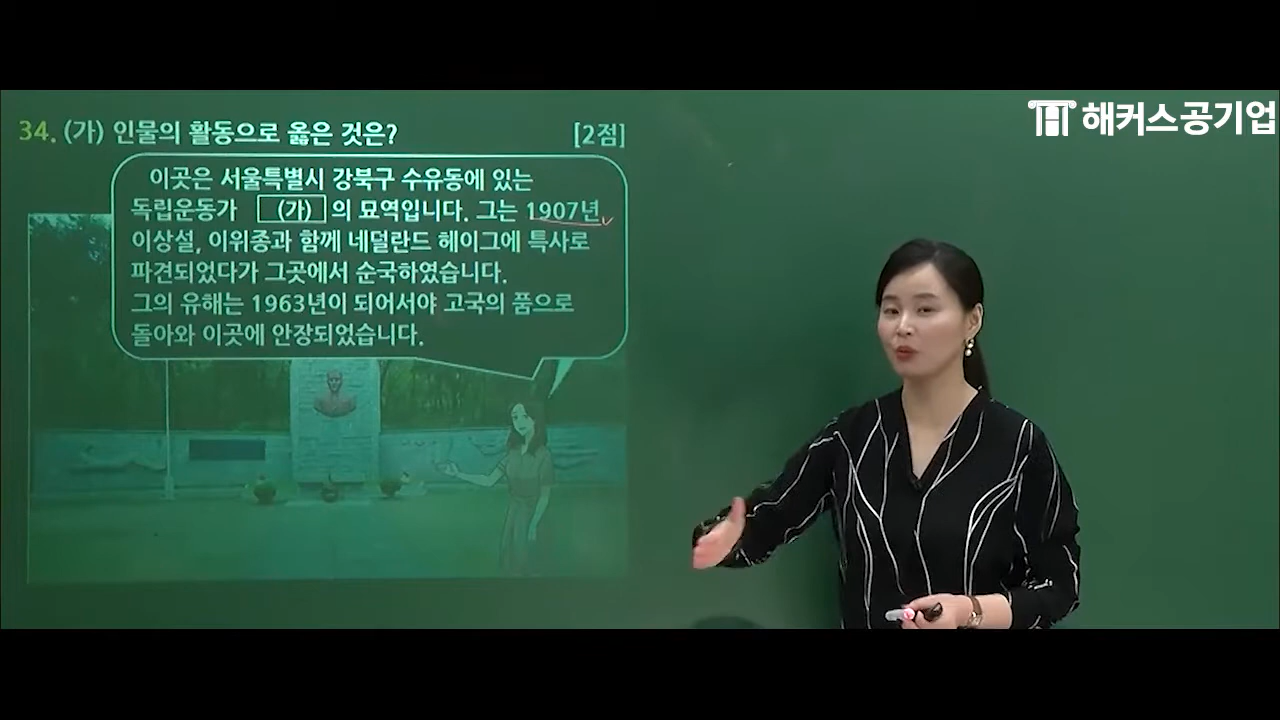 해커스공기업
34. (가) 인물의 활동으로 옳은 것은? [2점]
이곳은 서울특별시 강북구 수유동에 있는
독립운동가 (가) 의 묘역입니다. 그는 1907년
이상설, 이위종과 함께 네덜란드 헤이그에 특사로
파견되었다가 그곳에서 순국하였습니다.
그의 유해는 1963년이 되어서야 고국의 품으로
돌아와 이곳에 안장되었습니다.